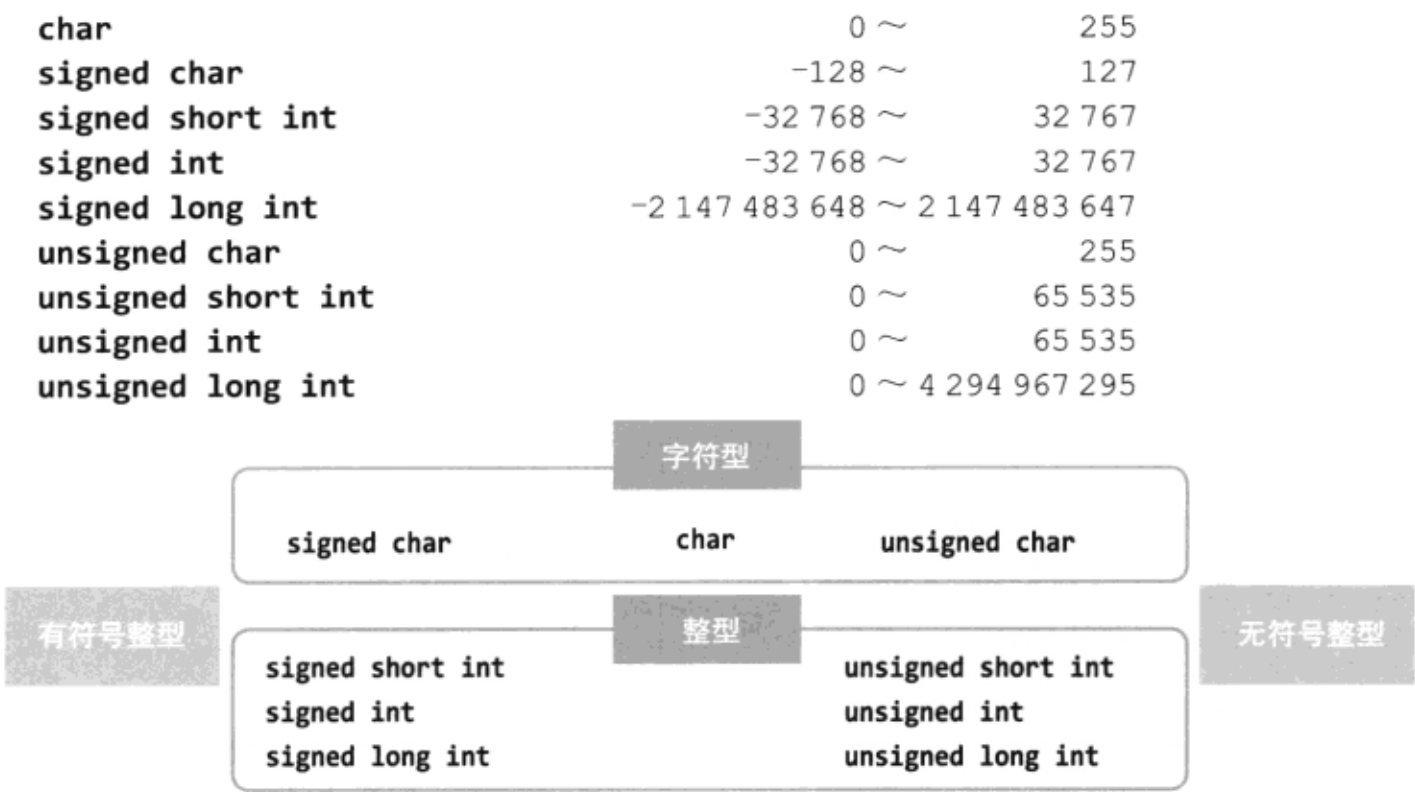 char 0 ~ 255
signed char -128 ~ 127
signed short int -32 768 ~ 32 767
signed int -32 768 ~ 32 767
signed long int -2 147 483 648 ~ 2 147 483 647
unsigned char 0 ~ 255
unsigned short int 0 ~ 65 535
unsigned int 0 ~ 65 535
unsigned long int 0 ~ 4 294 967 295
字符型
signed char char unsigned char
有符号整型 整型 无符号整型
signed short int unsigned short int
signed int unsigned int
signed long int unsigned long int